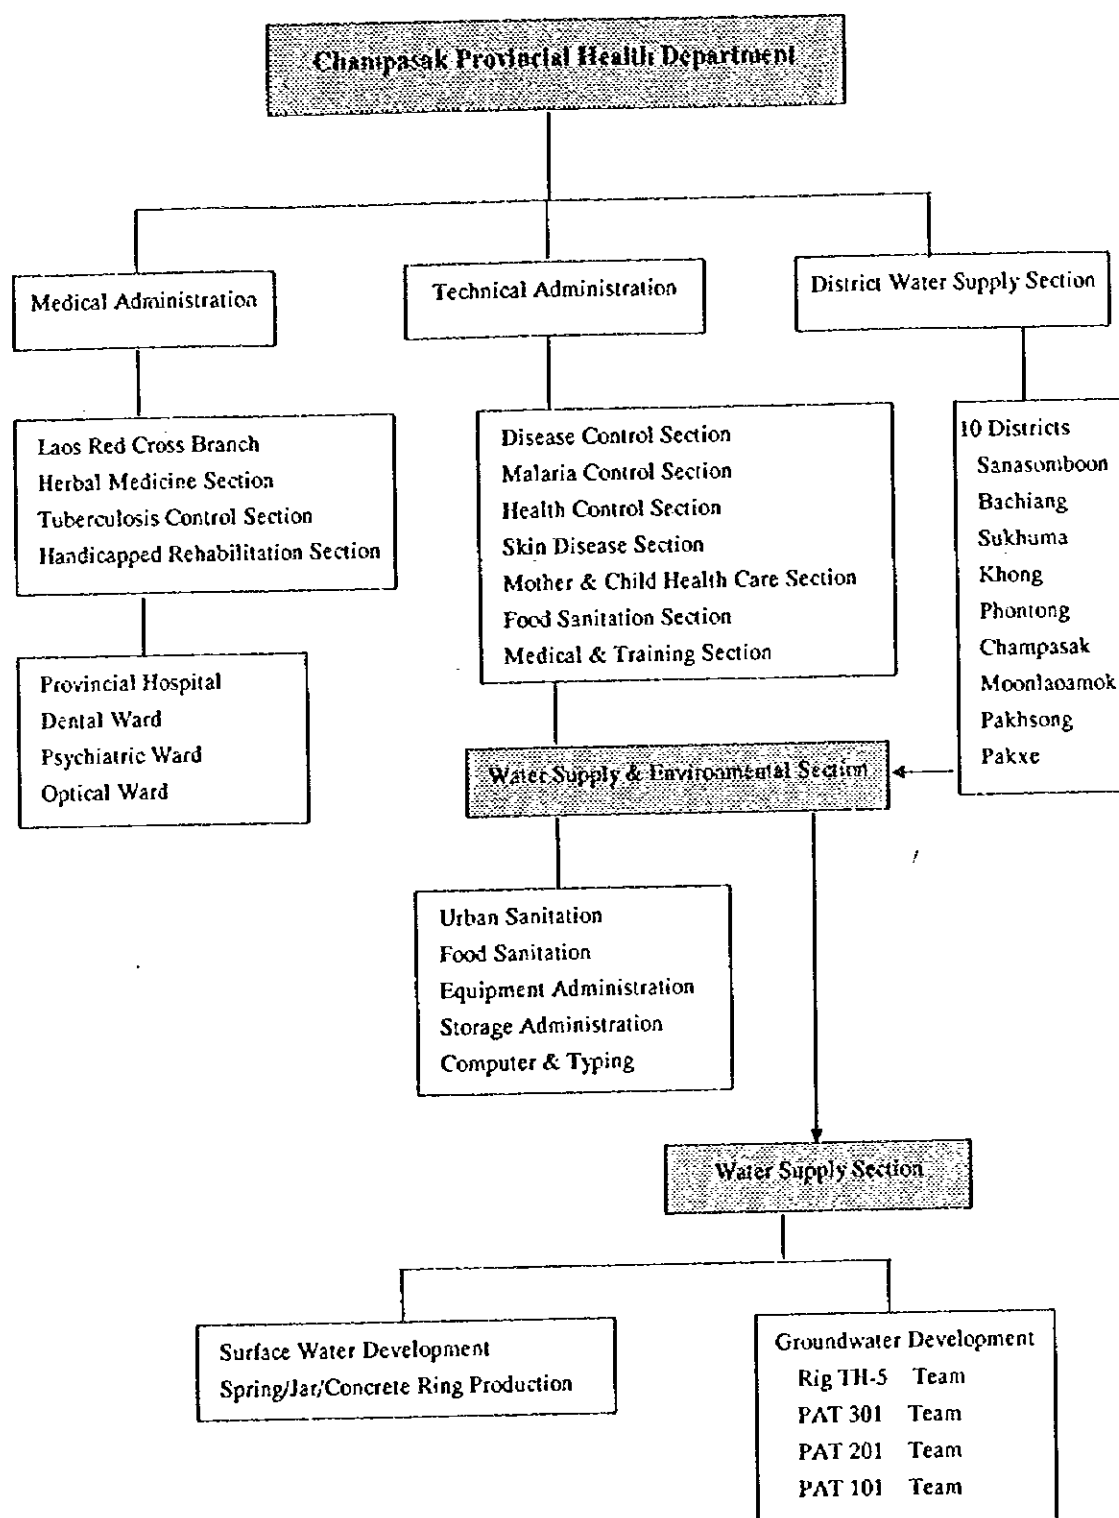 Champasak Provincial Health Department
Medical Administration
Technical Administration
District Water Supply Section
Laos Red Cross Branch
Herbal Medicine Section
Tuberculosis Control Section
Handicapped Rehabilitation Section
Provincial Hospital
Dental Ward
Psychiatric Ward
Optical Ward
Disease Control Section
Malaria Control Section
Health Control Section
Skin Disease Section
Mother & Child Health Care Section
Food Sanitation Section
Medical & Training Section
10 Districts
Sanasomboon
Bachiang
Sukhuma
Khong
Phontong
Champasak
Moonlaoamok
Pakhsong
Pakxe
Water Supply & Environmental Section
Urban Sanitation
Food Sanitation
Equipment Administration
Storage Administration
Computer & Typing
Water Supply Section
Surface Water Development
Spring/Jar/Concrete Ring Production
Groundwater Development
Rig TH-5 Team
PAT 301 Team
PAT 201 Team
PAT 101 Team